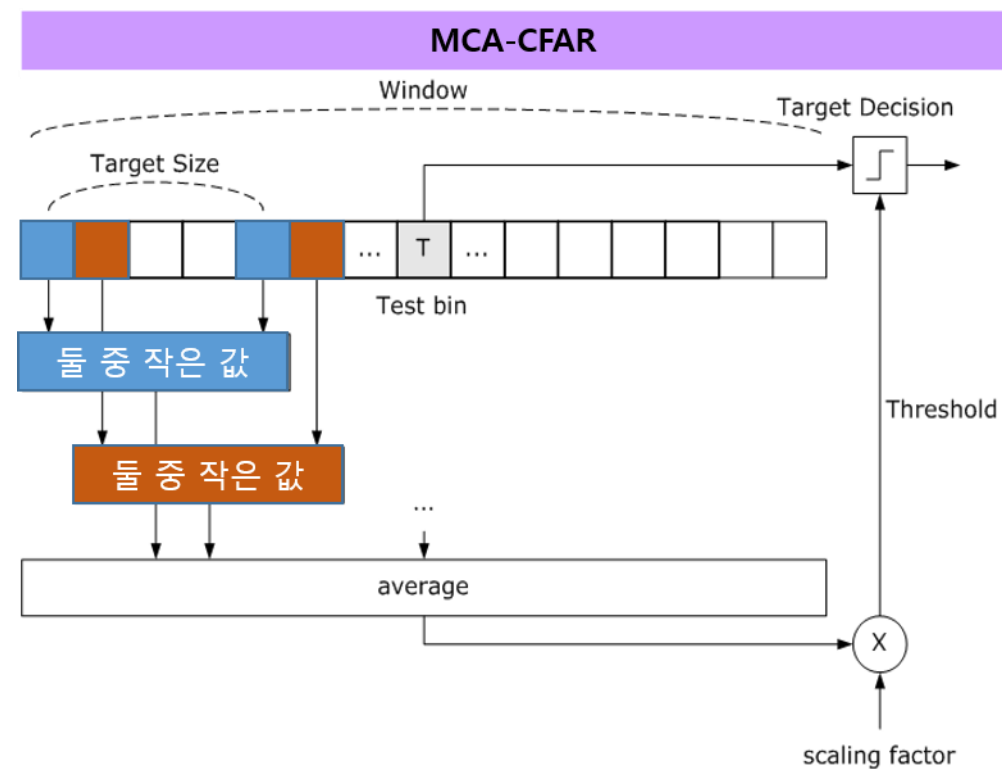 MCA-CFAR
Window
Target Decision
Target Size
...
T
...
Test bin
둘 중 작은 값
Threshold
둘 중 작은 값
...
average
X
scaling factor